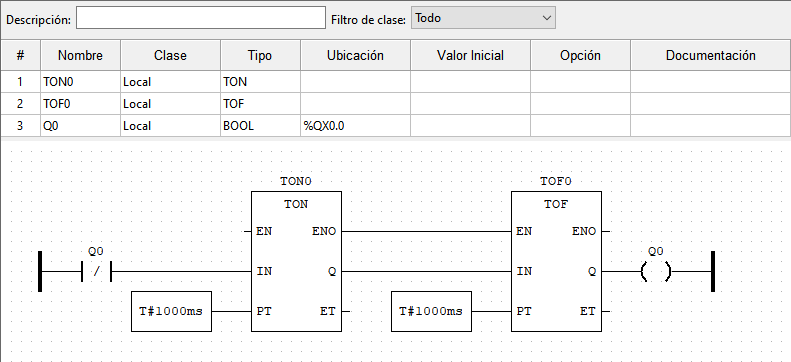 Descripción: Filtro de clase: Todo
# Nombre Clase Tipo Ubicación Valor Inicial Opción Documentación
1 TON0 Local TON
2 TOF0 Local TOF
3 Q0 Local BOOL %QX0.0
TON0 TOF0
TON TOF
EN ENO EN ENO
Q0 Q0
/ IN Q IN Q
T#1000ms PT ET T#1000ms PT ET